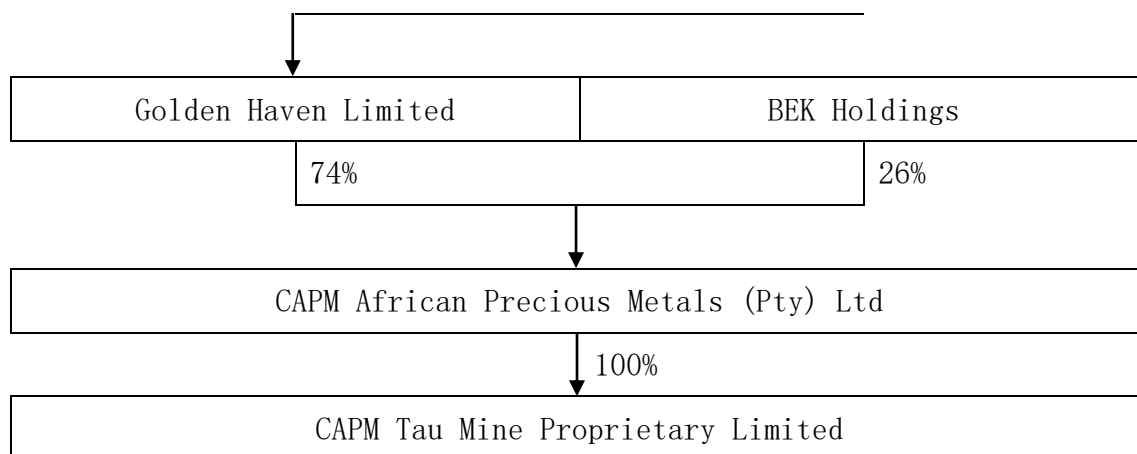 Golden Haven Limited
BEK Holdings
74%
26%
CAPM African Precious Metals (Pty) Ltd
100%
CAPM Tau Mine Proprietary Limited